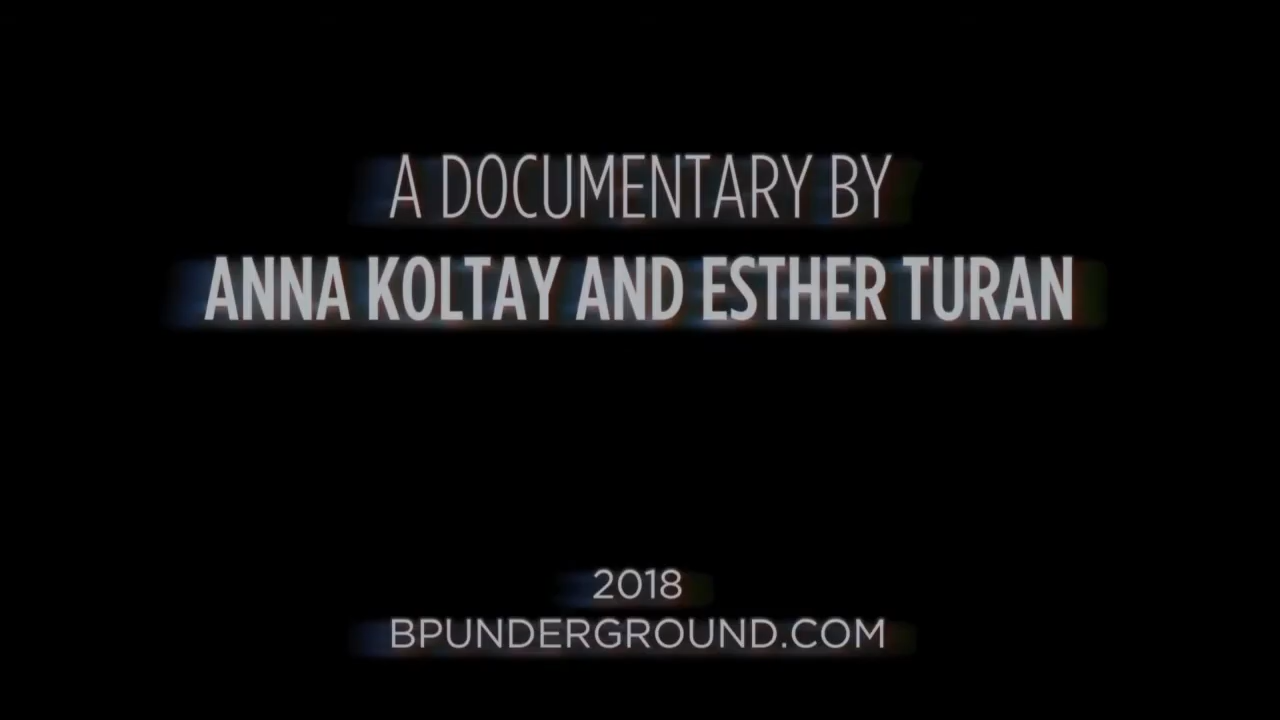 A DOCUMENTARY BY
ANNA KOLTAY AND ESTHER TURAN
2018
BPUNDERGROUND.COM